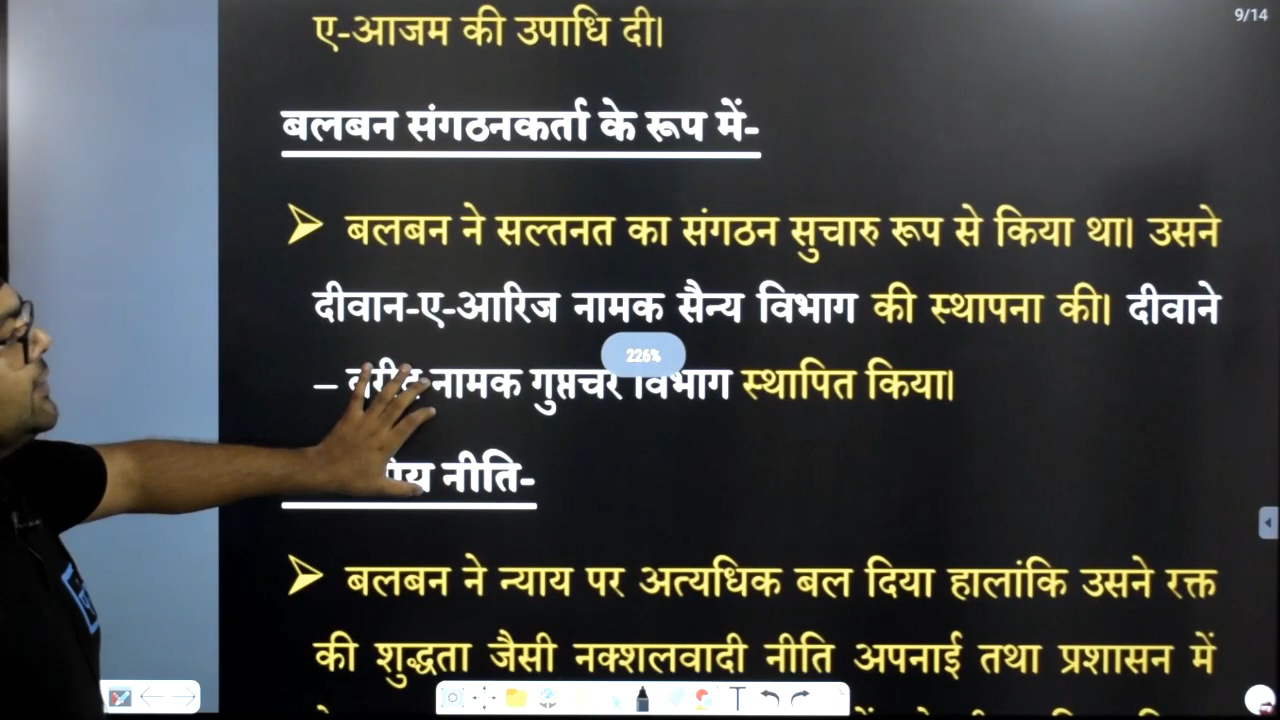 9/14
ए-आजम की उपाधि दी।
बलबन संगठनकर्ता के रूप में-
बलबन ने सल्तनत का संगठन सुचारु रूप से किया था। उसने
दीवान-ए-आरिज नामक सैन्य विभाग की स्थापना की। दीवाने
226%
– नामक गुप्तचर विभाग स्थापित किया।
नीति-
बलबन ने न्याय पर अत्यधिक बल दिया हालांकि उसने रक्त
की शुद्धता जैसी नक्शलवादी नीति अपनाई तथा प्रशासन में